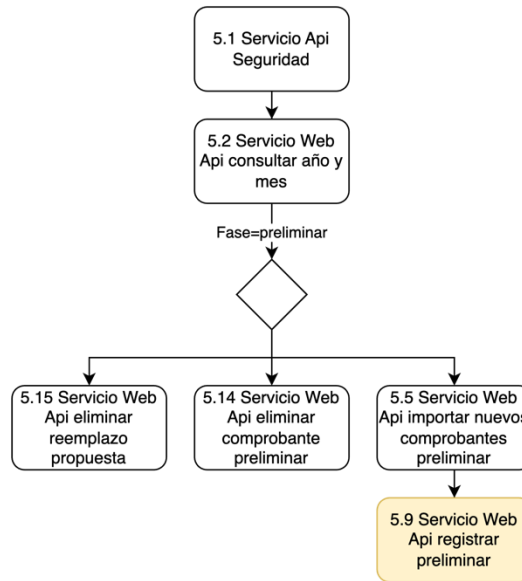 5.1 Servicio Api
Seguridad
5.2 Servicio Web
Api consultar año y
mes
Fase=preliminar
5.15 Servicio Web
Api eliminar
reemplazo
propuesta
5.14 Servicio Web
Api eliminar
comprobante
preliminar
5.5 Servicio Web
Api importar nuevos
comprobantes
preliminar
5.9 Servicio Web
Api registrar
preliminar